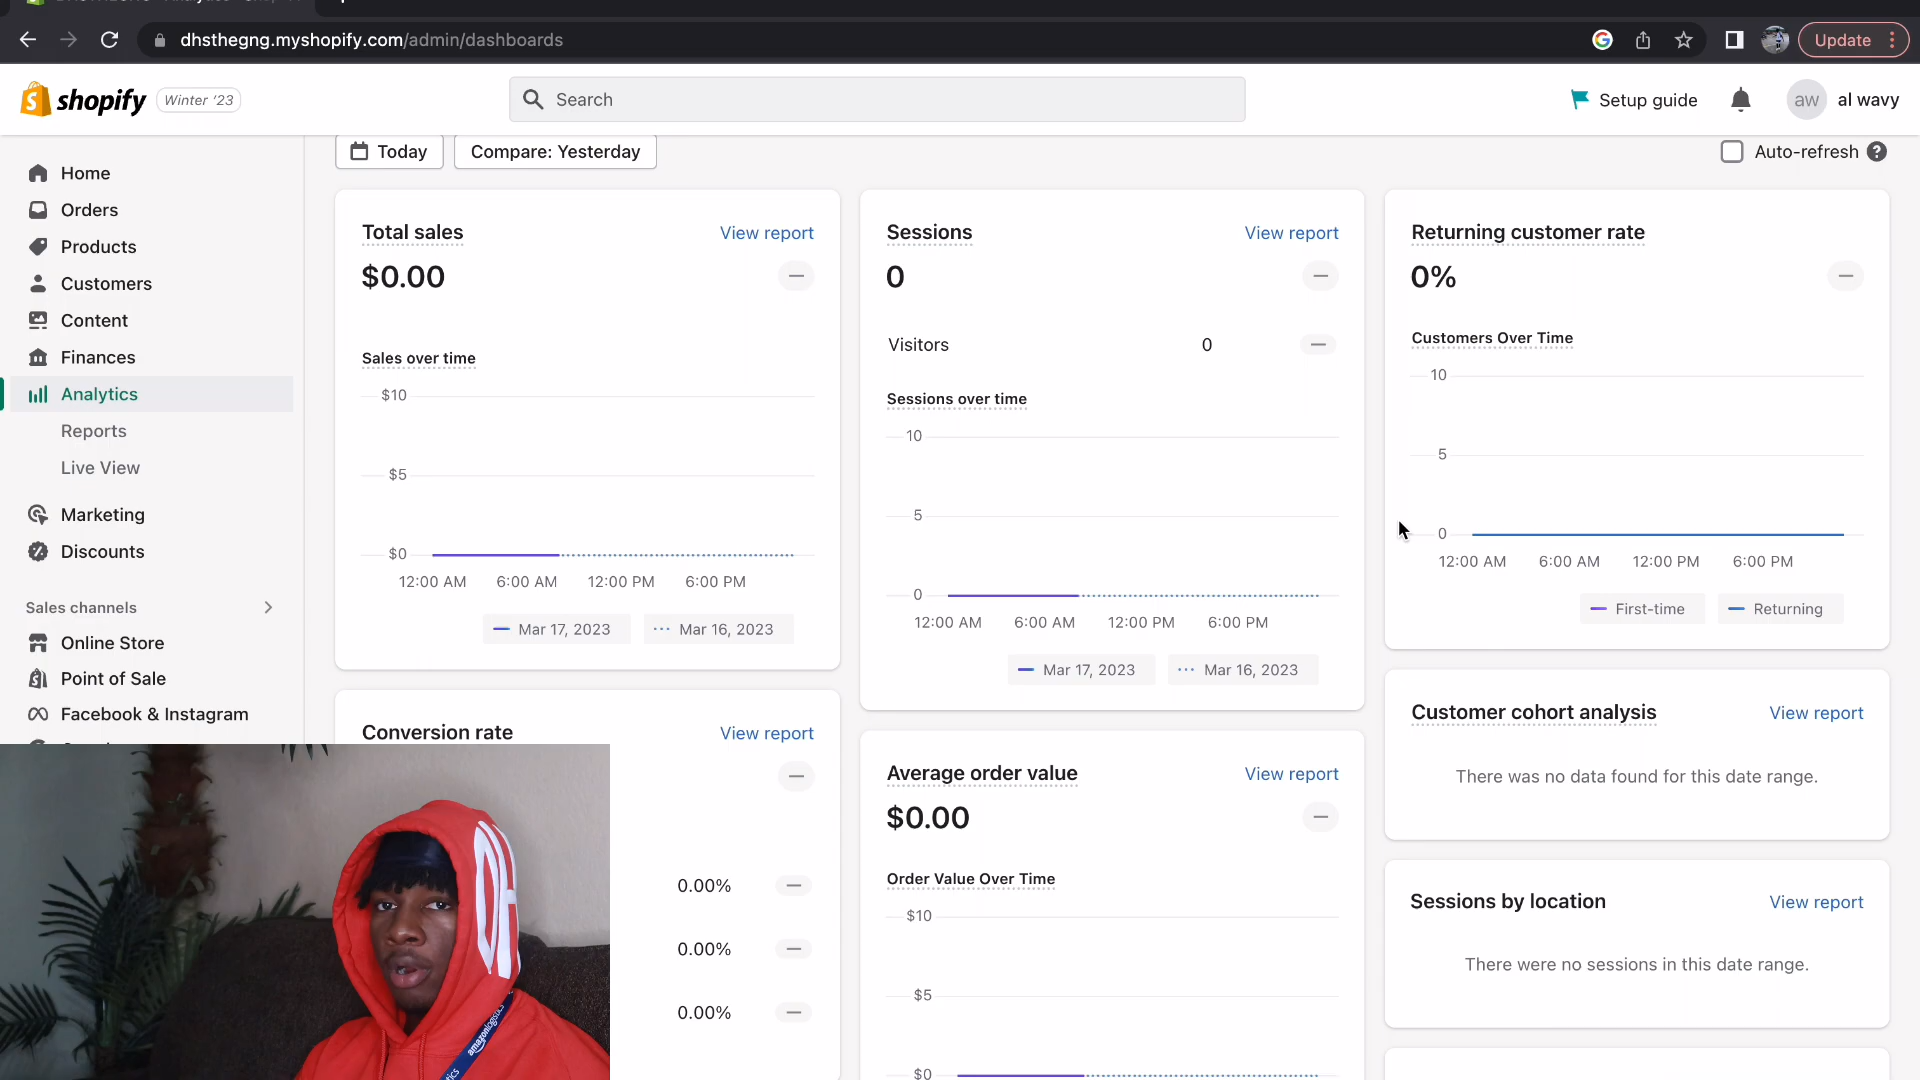 dhsthegng.myshopify.com/admin/dashboards
Update
shopify
Winter '23
Search
Setup guide
aw
al wavy
Today
Compare: Yesterday
Auto-refresh
Home
Orders
Products
Customers
Content
Finances
Analytics
Reports
Live View
Marketing
Discounts
Sales channels
Online Store
Point of Sale
Facebook & Instagram
Total sales
View report
$0.00
Sales over time
$10
$5
$0
12:00 AM 6:00 AM 12:00 PM 6:00 PM
Mar 17, 2023 Mar 16, 2023
Conversion rate
View report
0.00%
0.00%
0.00%
Sessions
View report
0
Visitors 0
Sessions over time
10
5
0
12:00 AM 6:00 AM 12:00 PM 6:00 PM
Mar 17, 2023 Mar 16, 2023
Average order value
View report
$0.00
Order Value Over Time
$10
$5
$0
Returning customer rate
0%
Customers Over Time
10
5
0
12:00 AM 6:00 AM 12:00 PM 6:00 PM
First-time Returning
Customer cohort analysis
View report
There was no data found for this date range.
Sessions by location
View report
There were no sessions in this date range.
amazonlogistics